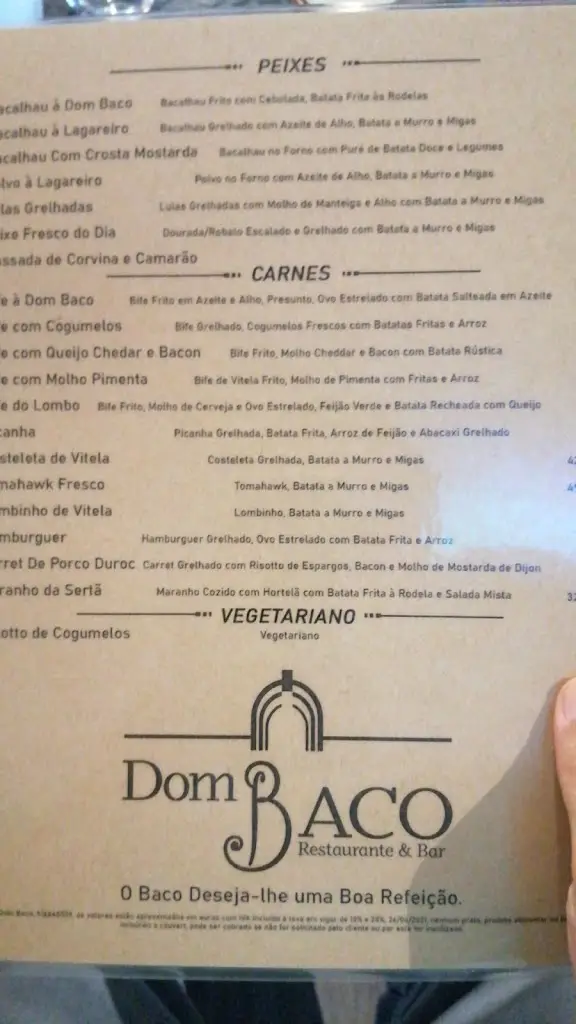 PEIXES
acalhau à Dom Baco Bacalhau Frito com Cebolada, Batata Frita às Rodelas
acalhau à Lagareiro Bacalhau Grelhado com Azeite de Alho, Batata a Murro e Migas
acalhau Com Crosta Mostarda Bacalhau no Forno com Puré de Batata Doce e Legumes
lvo à Lagareiro Polvo no Forno com Azeite de Alho, Batata a Murro e Migas
las Grelhadas Lulas Grelhadas com Molho de Manteiga e Alho com Batata a Murro e Migas
ixe Fresco do Dia Dourada/Robalo Escalado e Grelhado com Batata a Murro e Migas
assada de Corvina e Camarão
CARNES
e à Dom Baco Bife Frito em Azeite e Alho, Presunto, Ovo Estrelado com Batata Salteada em Azeite
e com Cogumelos Bife Grelhado, Cogumelos Frescos com Batatas Fritas e Arroz
e com Queijo Chedar e Bacon Bife Frito, Molho Cheddar e Bacon com Batata Rústica
e com Molho Pimenta Bife de Vitela Frito, Molho de Pimenta com Fritas e Arroz
e do Lombo Bife Frito, Molho de Cerveja e Ovo Estrelado, Feijão Verde e Batata Recheada com Queijo
anha Picanha Grelhada, Batata Frita, Arroz de Feijão e Abacaxi Grelhado
steleta de Vitela Costeleta Grelhada, Batata a Murro e Migas
mahawk Fresco Tomahawk, Batata a Murro e Migas
mbinho de Vitela Lombinho, Batata a Murro e Migas
mburguer Hamburguer Grelhado, Ovo Estrelado com Batata Frita e Arroz
rret De Porco Duroc Carret Grelhado com Risotto de Espargos, Bacon e Molho de Mostarda de Dijon
ranho da Sertã Maranho Cozido com Hortelã com Batata Frita à Rodela e Salada Mista
VEGETARIANO
otto de Cogumelos Vegetariano
Dom BACO
Restaurante & Bar
O Baco Deseja-lhe uma Boa Refeição.